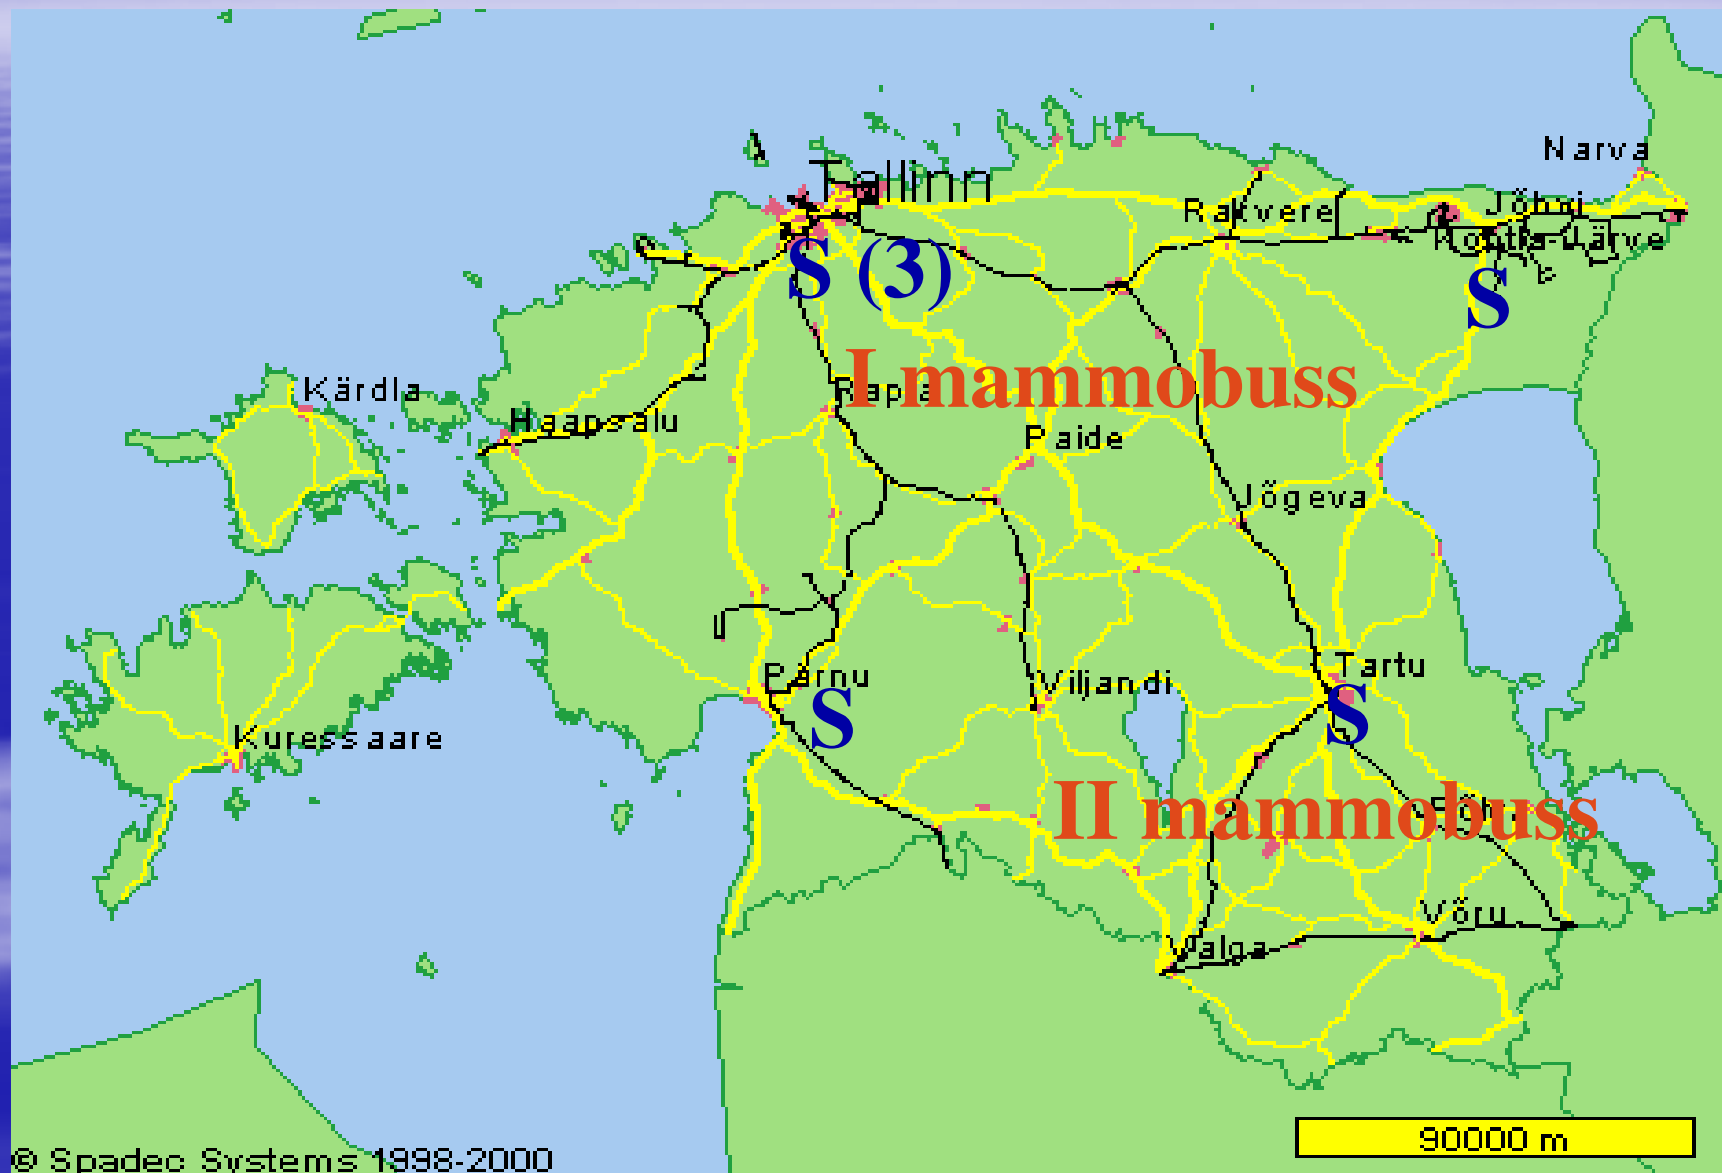 Narva
Tallinn
Rakvere
Jõhvi
Kohtla-Järve
S (3)
S
I mammobuss
Kärdla
Rapla
Haapsalu
Paide
Jõgeva
Tartu
Pärnu
Viljandi
S
S
Kuressaare
II mammobuss
Võru
Valga
90000 m
© Spadec Systems 1998-2000